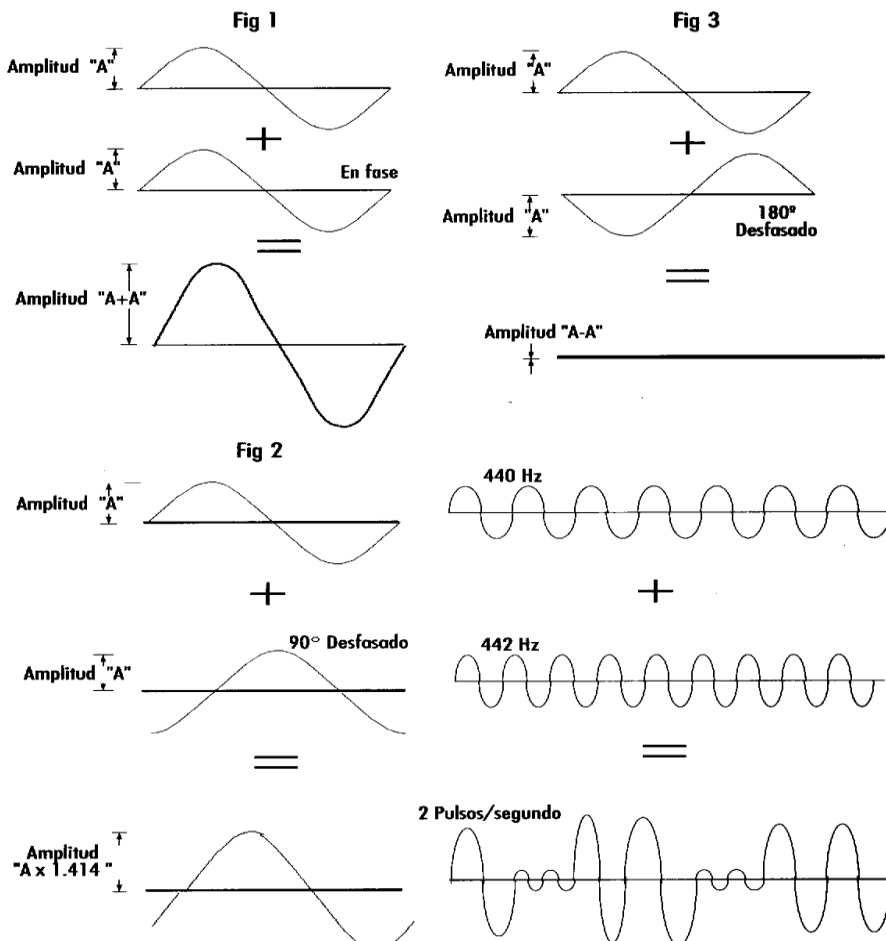 Fig 1
Amplitud "A"
Amplitud "A"
En fase
Amplitud "A+A"
Fig 2
Amplitud "A"
90° Desfasado
Amplitud "A"
Amplitud
"A x 1.414 "
Fig 3
Amplitud "A"
Amplitud "A"
180º
Desfasado
Amplitud "A-A"
440 Hz
442 Hz
2 Pulsos/segundo